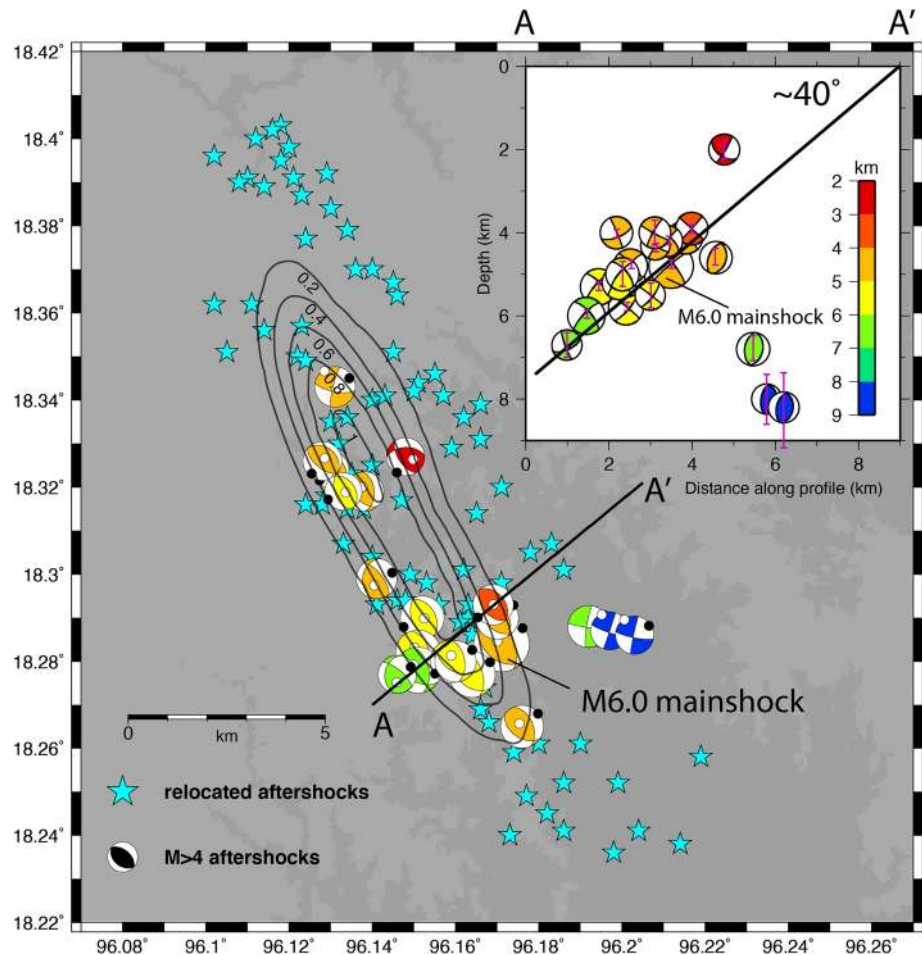 A A'
18.42˚
18.4˚
18.38˚
18.36˚
18.34˚
18.32˚
18.3˚
18.28˚
18.26˚
18.24˚
18.22˚
96.08˚ 96.1˚ 96.12˚ 96.14˚ 96.16˚ 96.18˚ 96.2˚ 96.22˚ 96.24˚ 96.26˚
0
2
4
6
8
Depth (km)
~40˚
km
2
3
4
5
6
7
8
9
M6.0 mainshock
0 2 4 6 8
Distance along profile (km)
0.2
0.4
0.6
0.8
A'
A
M6.0 mainshock
0 5
km
relocated aftershocks
M>4 aftershocks